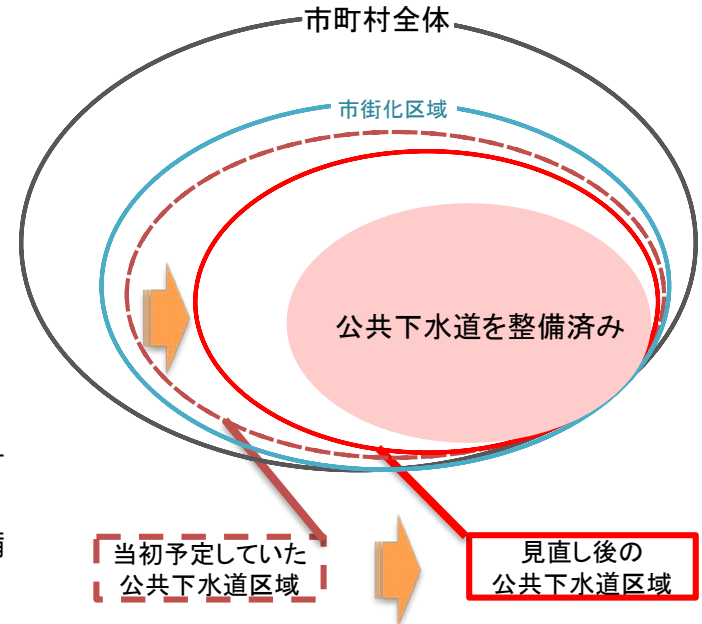 市町村全体
市街化区域
公共下水道を整備済み
当初予定していた
公共下水道区域
見直し後の
公共下水道区域